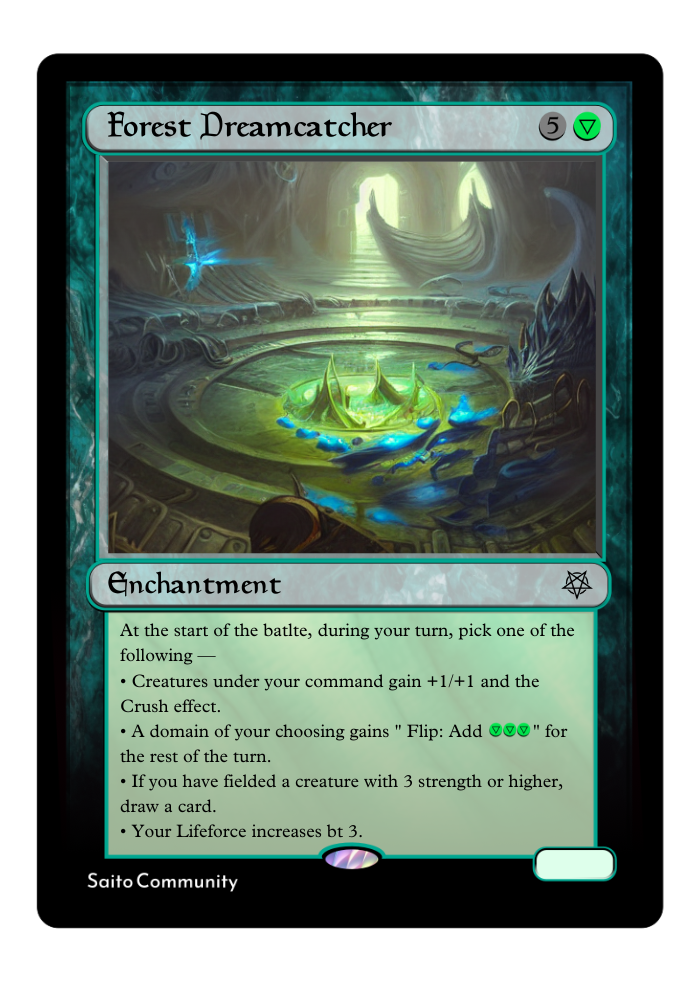 Forest Dreamcatcher 5
Enchantment
At the start of the batlte, during your turn, pick one of the
following —
• Creatures under your command gain +1/+1 and the
Crush effect.
• A domain of your choosing gains " Flip: Add " for
the rest of the turn.
• If you have fielded a creature with 3 strength or higher,
draw a card.
• Your Lifeforce increases bt 3.
Saito Community